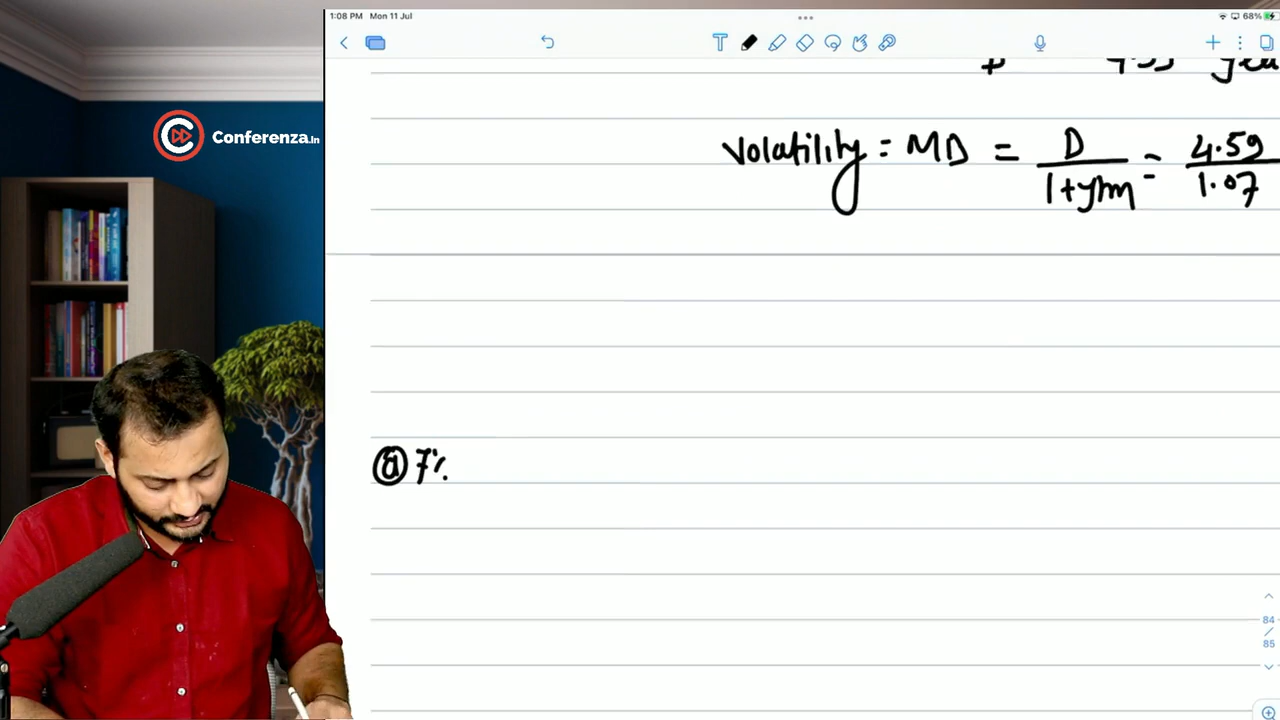 1:08 PM Mon 11 Jul
68%
Conferenza.In
Volatility = MD = D / 1+ytm = 4.59 / 1.07
@ 7%
84
/
85